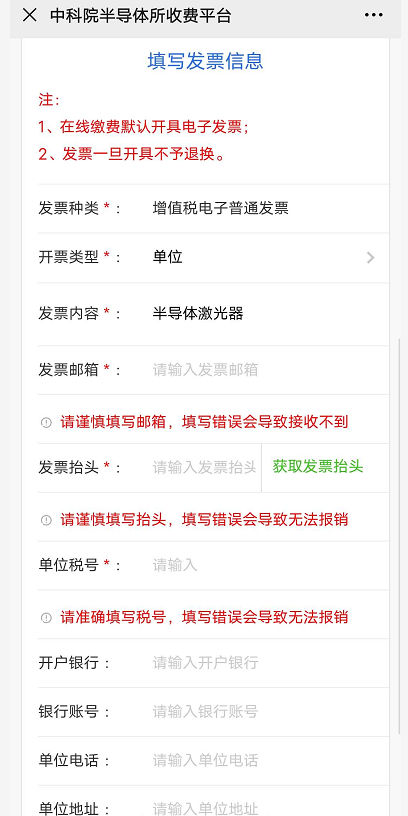 中科院半导体所收费平台
填写发票信息
注：
1、在线缴费默认开具电子发票；
2、发票一旦开具不予退换。
发票种类 * ： 增值税电子普通发票
开票类型 * ： 单位
发票内容 * ： 半导体激光器
发票邮箱 * ： 请输入发票邮箱
请谨慎填写邮箱，填写错误会导致接收不到
发票抬头 * ： 请输入发票抬头 获取发票抬头
请谨慎填写抬头，填写错误会导致无法报销
单位税号 * ： 请输入
请准确填写税号，填写错误会导致无法报销
开户银行： 请输入开户银行
银行账号： 请输入银行账号
单位电话： 请输入单位电话
单位地址： 请输入单位地址